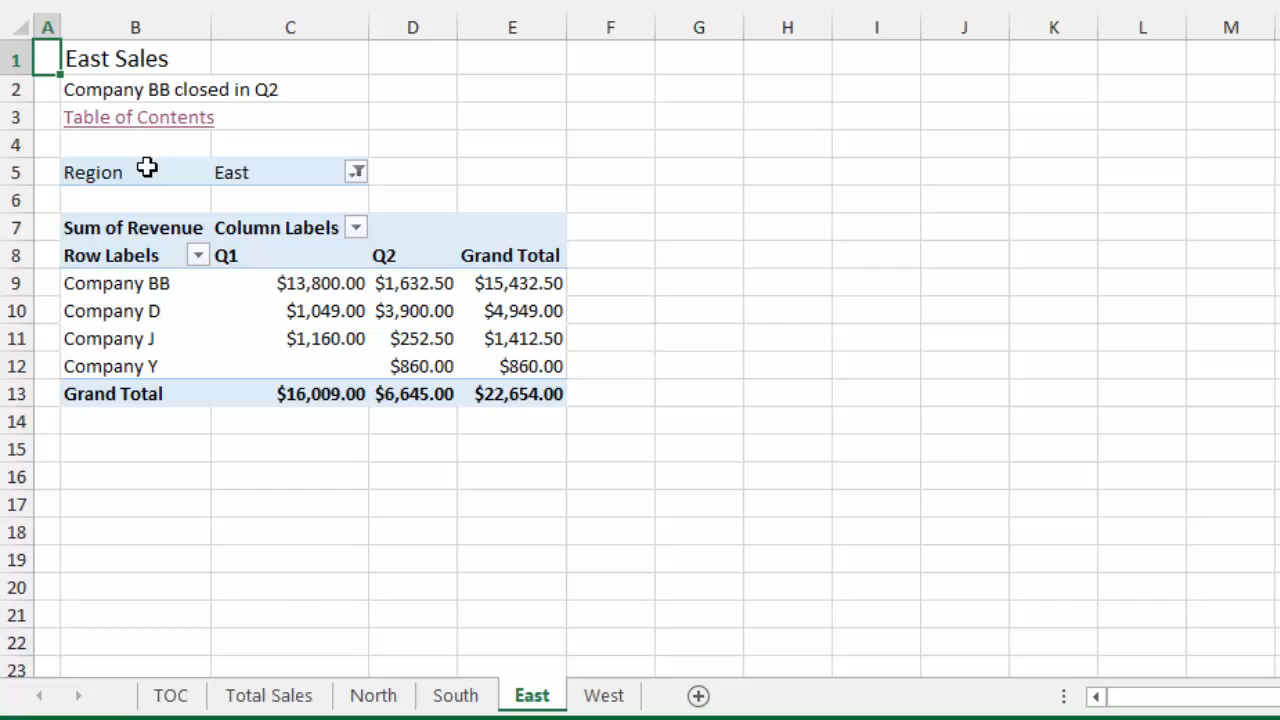 A B C D E F G H I J K L M
1 East Sales
2 Company BB closed in Q2
3 Table of Contents
4
5 Region East
6
7 Sum of Revenue Column Labels
8 Row Labels Q1 Q2 Grand Total
9 Company BB $13,800.00 $1,632.50 $15,432.50
10 Company D $1,049.00 $3,900.00 $4,949.00
11 Company J $1,160.00 $252.50 $1,412.50
12 Company Y $860.00 $860.00
13 Grand Total $16,009.00 $6,645.00 $22,654.00
14
15
16
17
18
19
20
21
22
23
TOC Total Sales North South East West